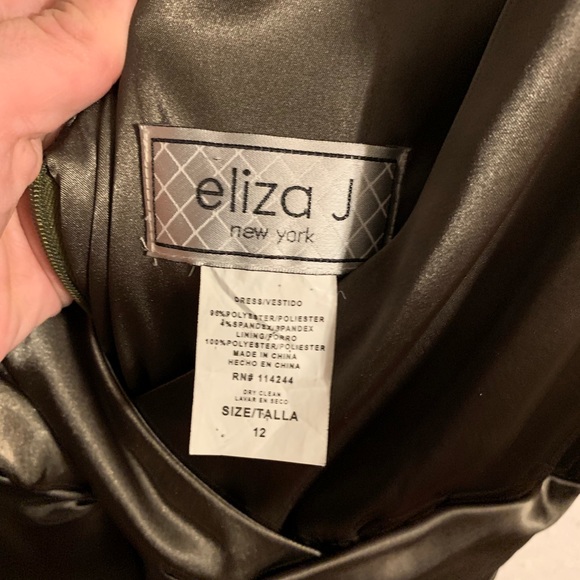 eliza J
new york
DRESS/VESTIDO
96%POLYESTER/POLIESTER
4%SPANDEX/SPANDEX
LINING/FORRO
100%POLYESTER/POLIESTER
MADE IN CHINA
HECHO EN CHINA
RN# 114244
DRY CLEAN
LAVAR EN SECO
SIZE/TALLA
12